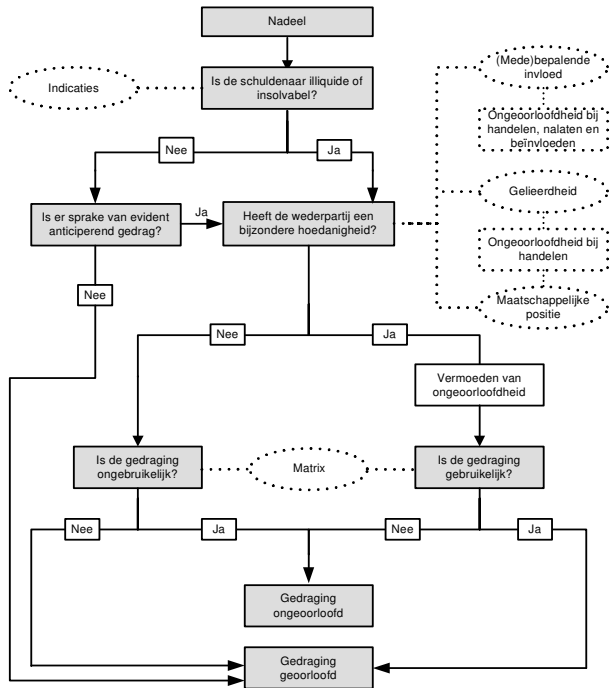 Nadeel
Is de schuldenaar illiquide of
insolvabel?
Indicaties
(Mede)bepalende
invloed
Ongeoorloofdheid bij
handelen, nalaten en
beïnvloeden
Nee
Ja
Is er sprake van evident
anticiperend gedrag?
Ja
Heeft de wederpartij een
bijzondere hoedanigheid?
Gelieerdheid
Ongeoorloofdheid bij
handelen
Maatschappelijke
positie
Nee
Nee
Ja
Vermoeden van
ongeoorloofdheid
Is de gedraging
ongebruikelijk?
Matrix
Is de gedraging
gebruikelijk?
Nee
Ja
Nee
Ja
Gedraging
ongeoorloofd
Gedraging
geoorloofd